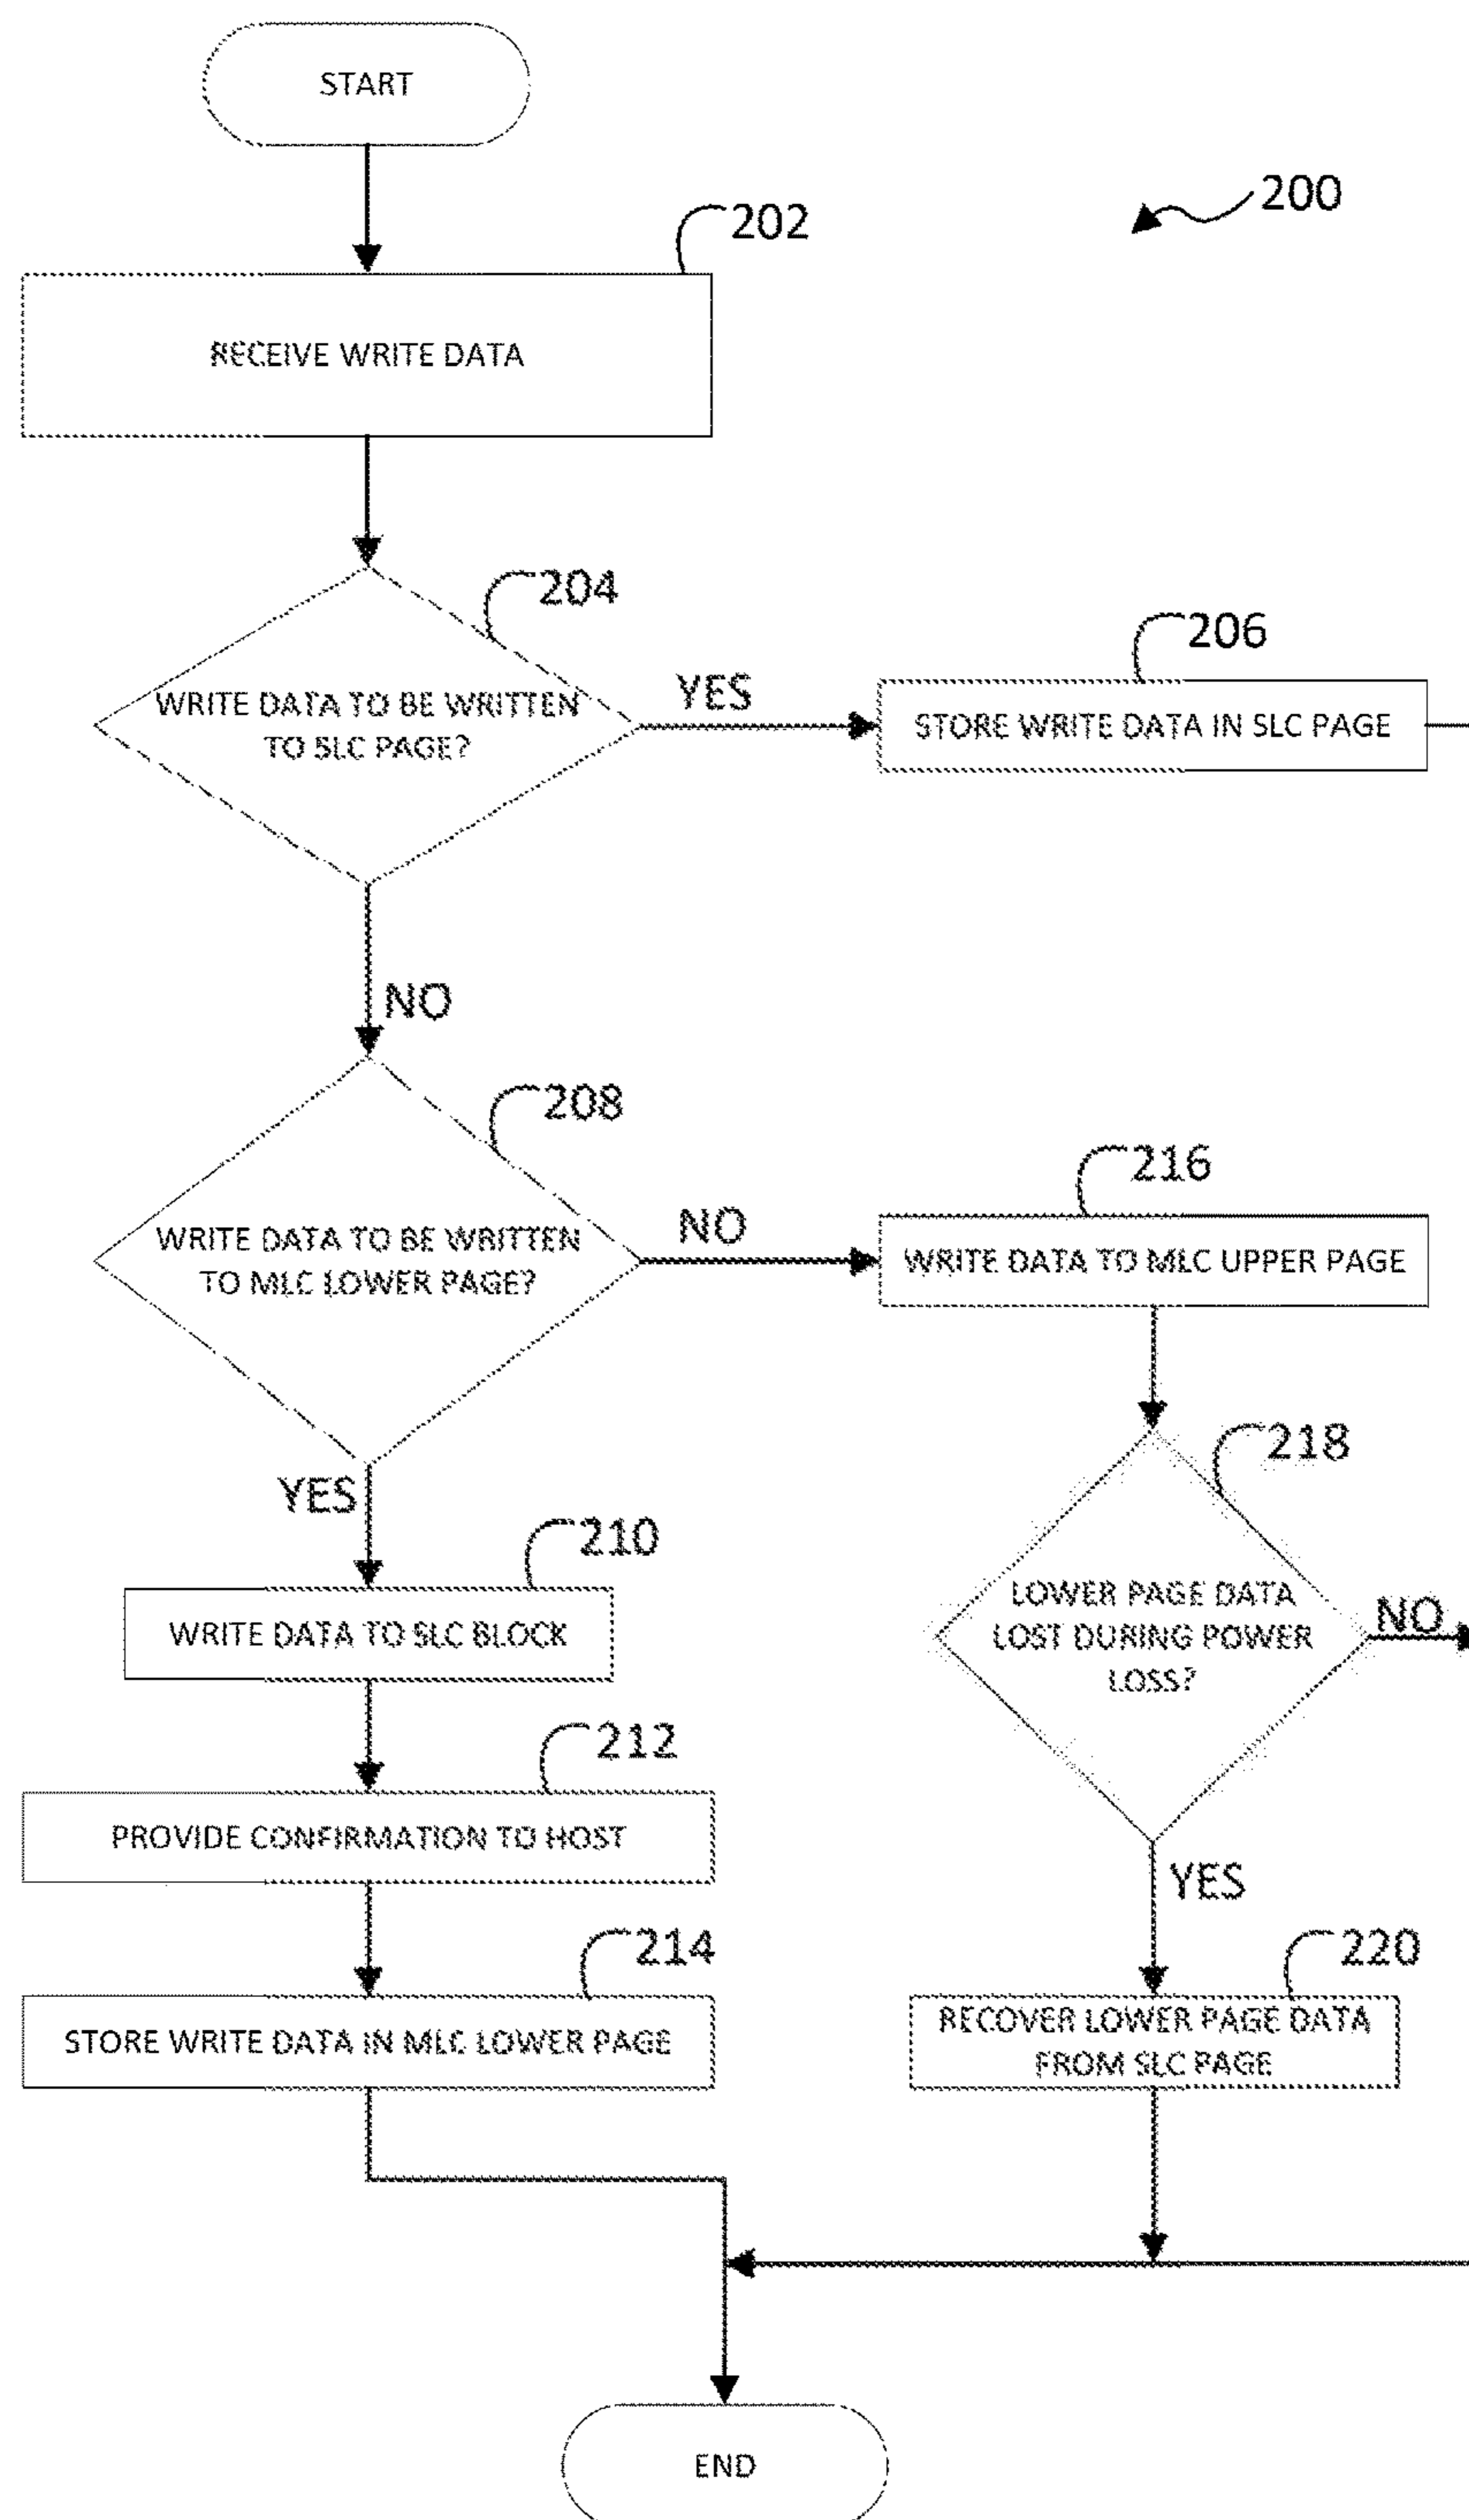 START
200
202
RECEIVE WRITE DATA
204
WRITE DATA TO BE WRITTEN
TO SLC PAGE?
YES
206
STORE WRITE DATA IN SLC PAGE
NO
208
WRITE DATA TO BE WRITTEN
TO MLC LOWER PAGE?
NO
216
WRITE DATA TO MLC UPPER PAGE
YES
218
LOWER PAGE DATA
LOST DURING POWER
LOSS?
NO
210
WRITE DATA TO SLC BLOCK
212
PROVIDE CONFIRMATION TO HOST
YES
214
STORE WRITE DATA IN MLC LOWER PAGE
220
RECOVER LOWER PAGE DATA
FROM SLC PAGE
END